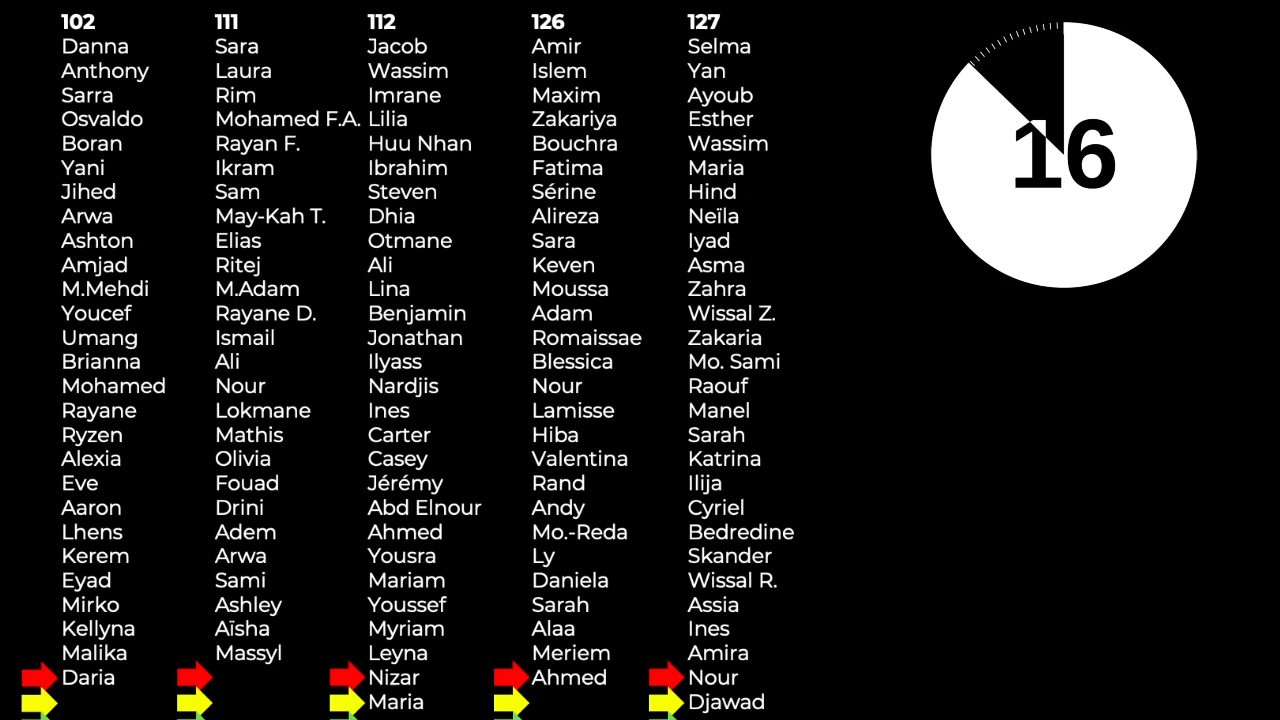 102
Danna
Anthony
Sarra
Osvaldo
Boran
Yani
Jihed
Arwa
Ashton
Amjad
M.Mehdi
Youcef
Umang
Brianna
Mohamed
Rayane
Ryzen
Alexia
Eve
Aaron
Lhens
Kerem
Eyad
Mirko
Kellyna
Malika
Daria
111
Sara
Laura
Rim
Mohamed F.A.
Rayan F.
Ikram
Sam
May-Kah T.
Elias
Ritej
M.Adam
Rayane D.
Ismail
Ali
Nour
Lokmane
Mathis
Olivia
Fouad
Drini
Adem
Arwa
Sami
Ashley
Aïsha
Massyl
112
Jacob
Wassim
Imrane
Lilia
Huu Nhan
Ibrahim
Steven
Dhia
Otmane
Ali
Lina
Benjamin
Jonathan
Ilyass
Nardjis
Ines
Carter
Casey
Jérémy
Abd Elnour
Ahmed
Yousra
Mariam
Youssef
Myriam
Leyna
Nizar
Maria
126
Amir
Islem
Maxim
Zakariya
Bouchra
Fatima
Sérine
Alireza
Sara
Keven
Moussa
Adam
Romaissae
Blessica
Nour
Lamisse
Hiba
Valentina
Rand
Andy
Mo.-Reda
Ly
Daniela
Sarah
Alaa
Meriem
Ahmed
127
Selma
Yan
Ayoub
Esther
Wassim
Maria
Hind
Neïla
Iyad
Asma
Zahra
Wissal Z.
Zakaria
Mo. Sami
Raouf
Manel
Sarah
Katrina
Ilija
Cyriel
Bedredine
Skander
Wissal R.
Assia
Ines
Amira
Nour
Djawad
16